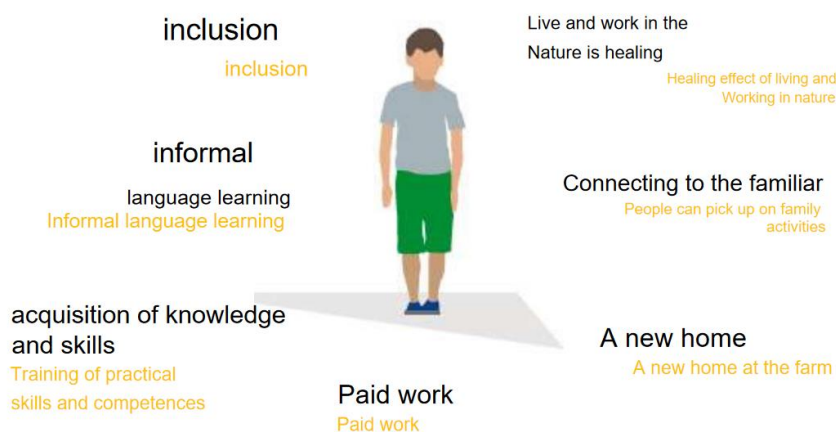 inclusion
inclusion
Live and work in the
Nature is healing
Healing effect of living and
Working in nature
informal
language learning
Informal language learning
Connecting to the familiar
People can pick up on family
activities
acquisition of knowledge
and skills
Training of practical
skills and competences
A new home
A new home at the farm
Paid work
Paid work